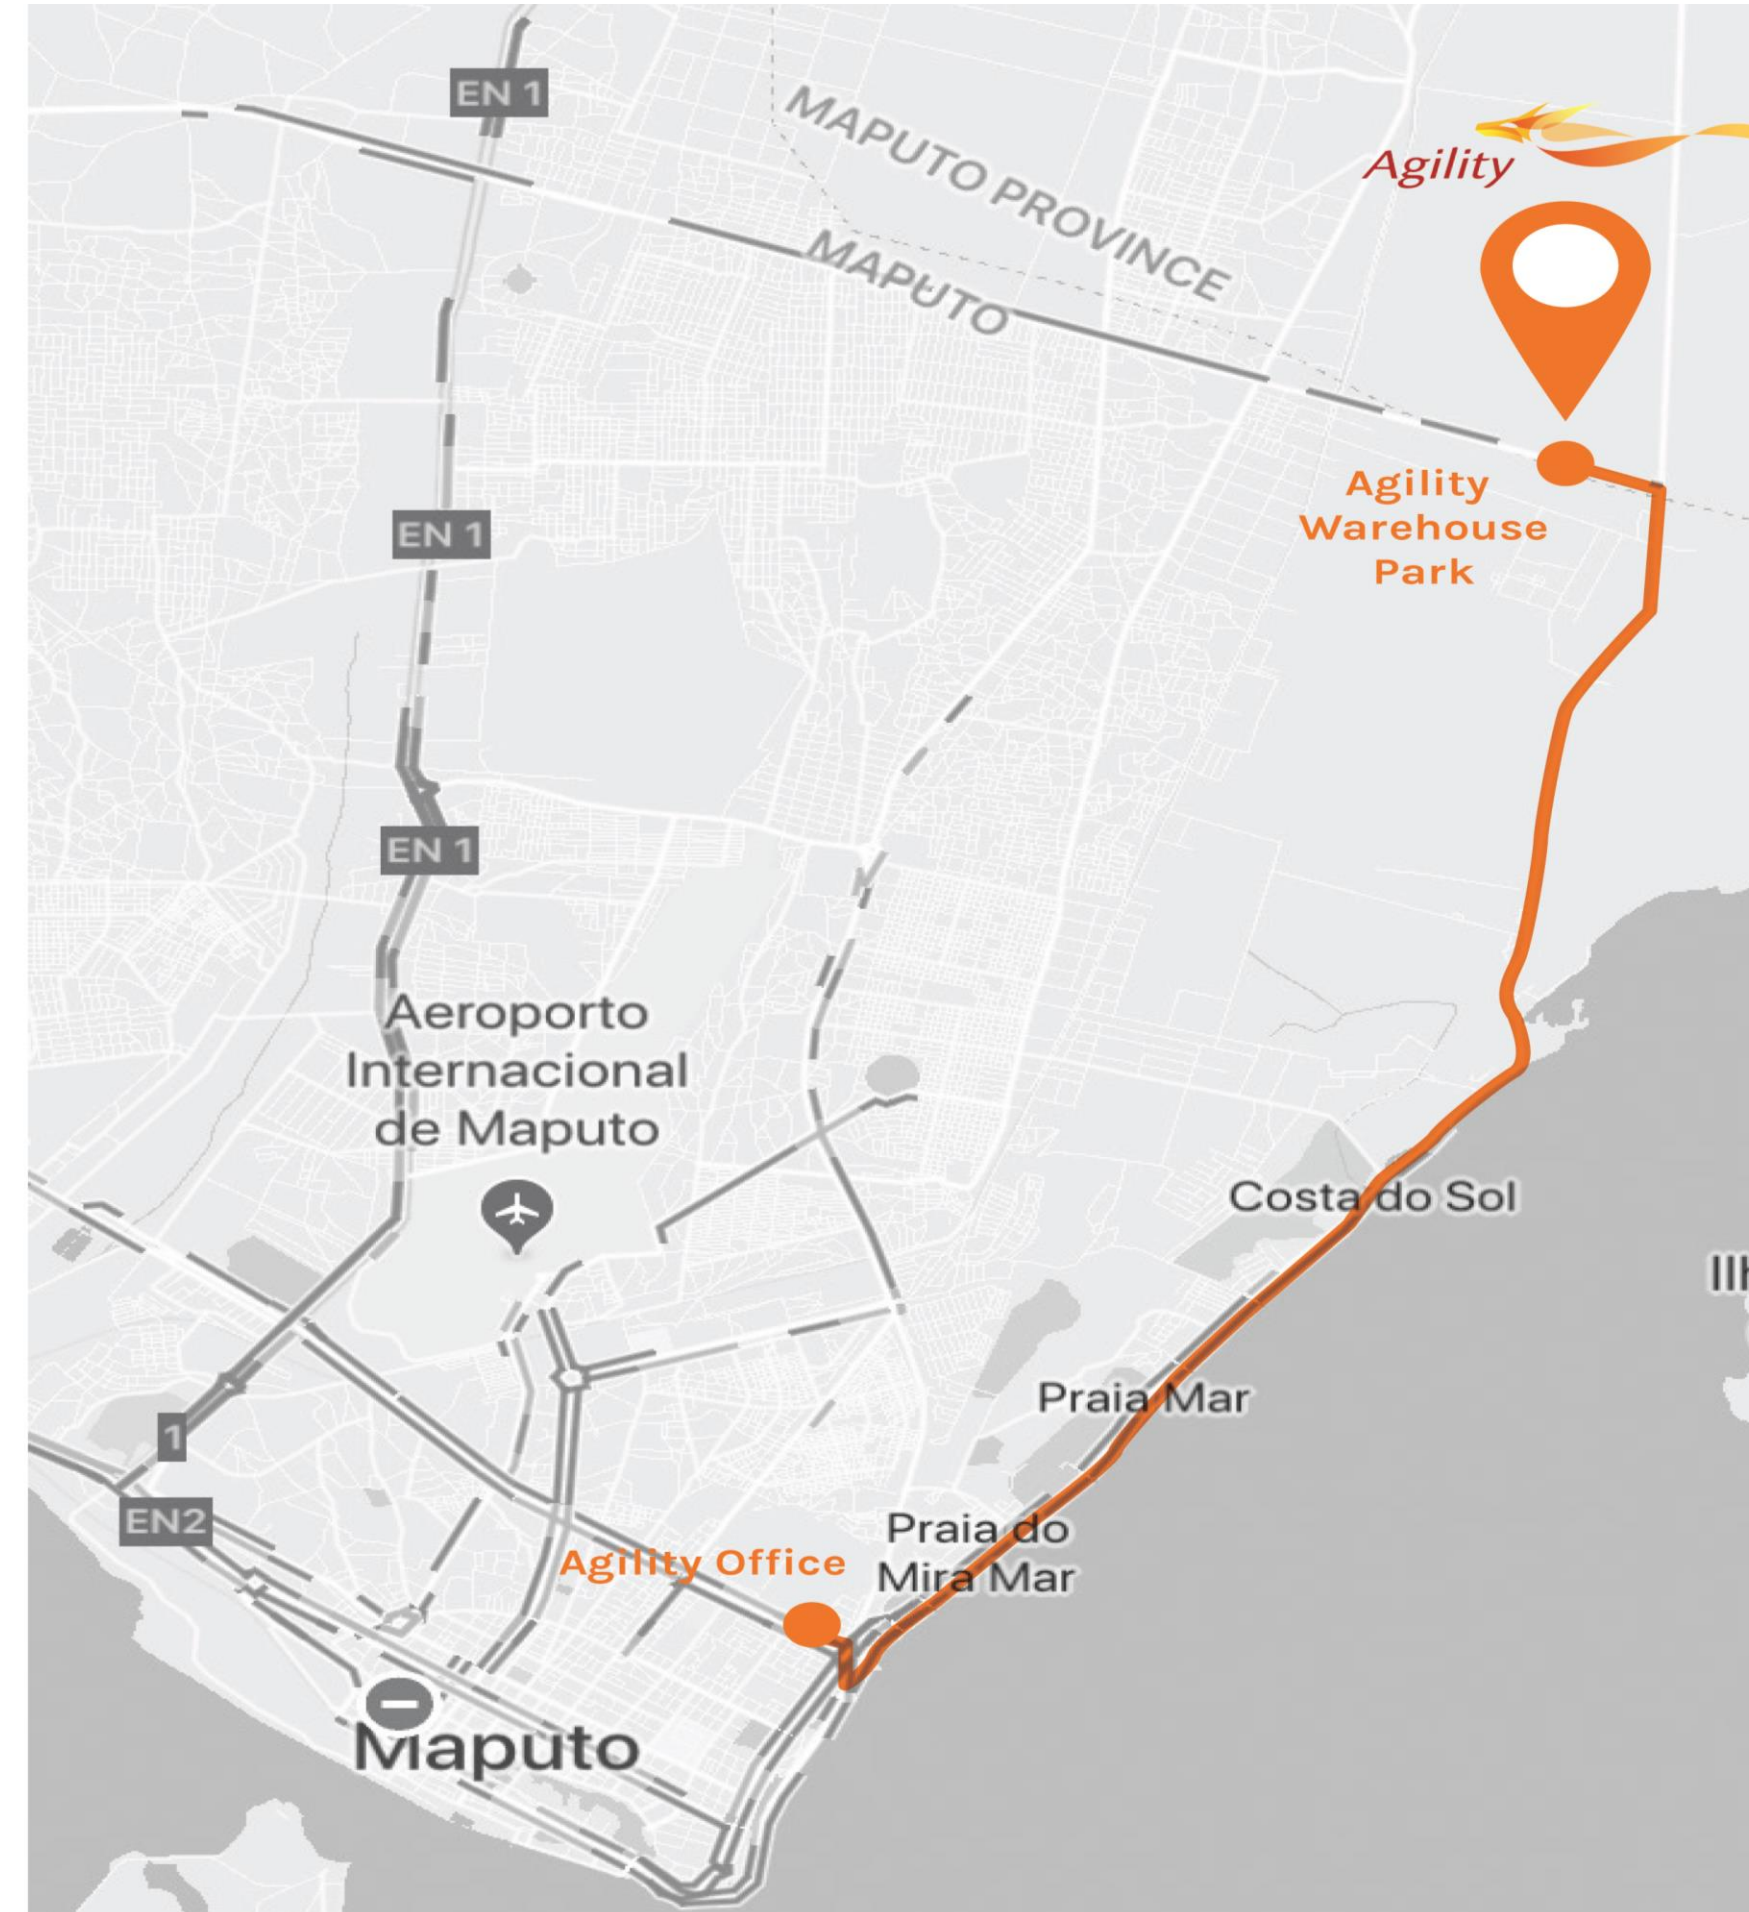 EN 1
MAPUTO PROVINCE
MAPUTO
Agility
Agility
Warehouse
Park
EN 1
EN 1
Aeroporto
Internacional
de Maputo
Costa do Sol
Praia Mar
1
EN2
Praia do
Mira Mar
Agility Office
Maputo